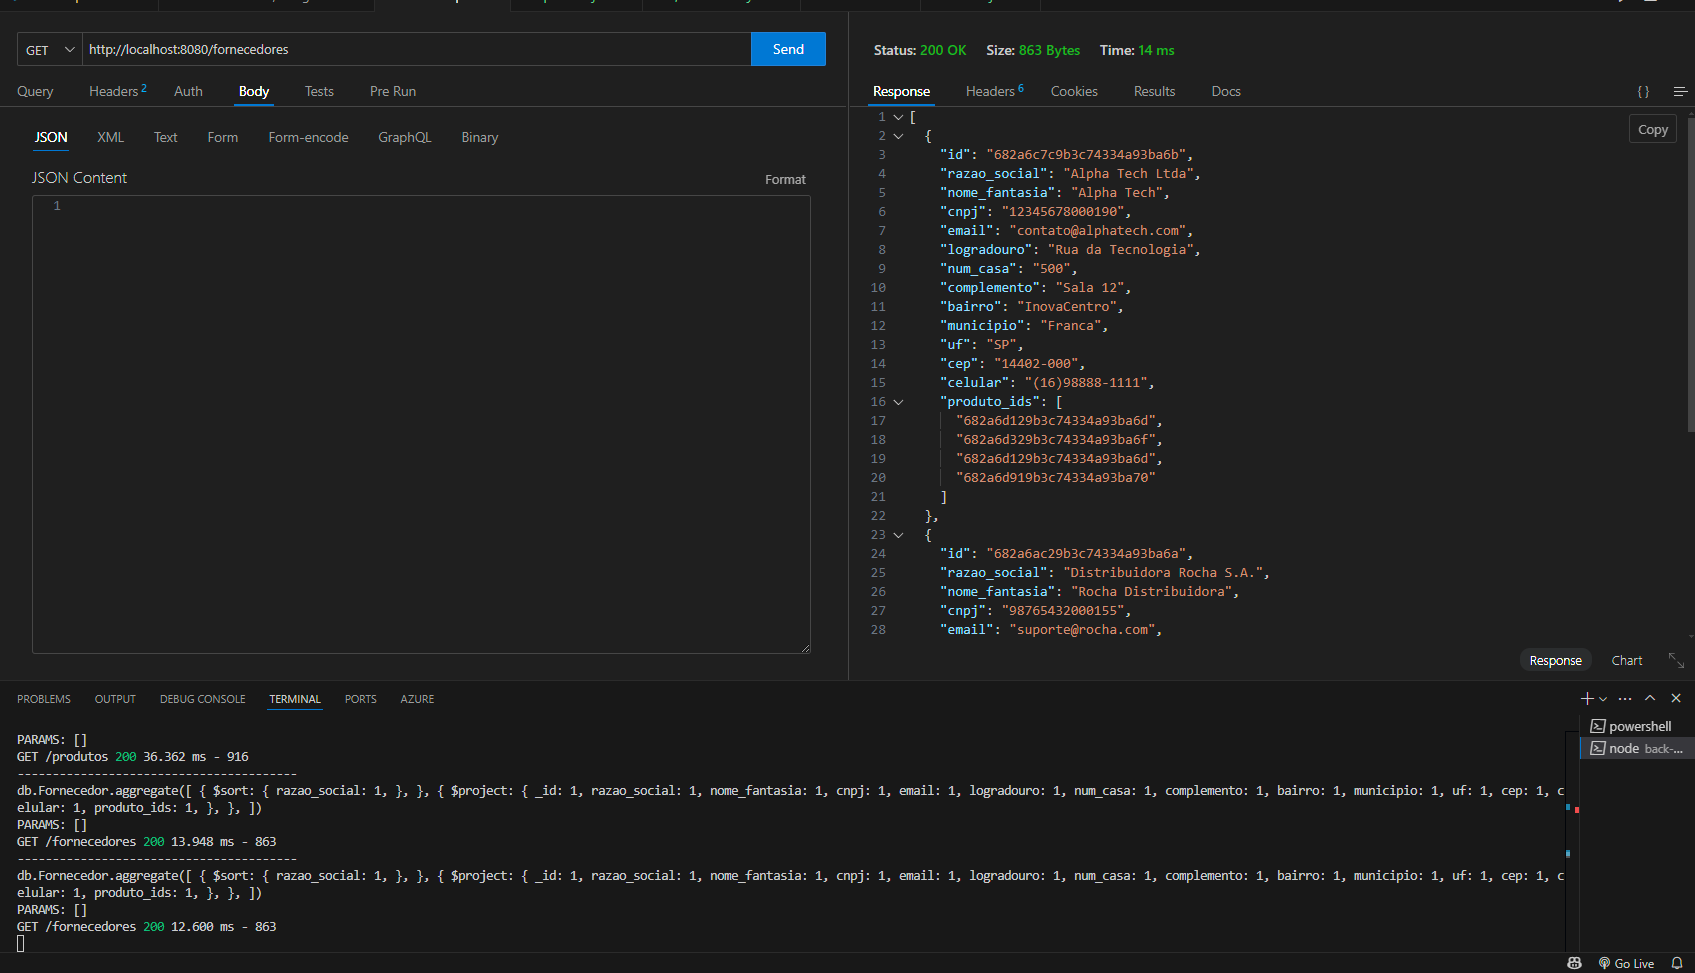 GET http://localhost:8080/fornecedores Send
Query Headers 2 Auth Body Tests Pre Run
JSON XML Text Form Form-encode GraphQL Binary
JSON Content Format
1
Status: 200 OK Size: 863 Bytes Time: 14 ms
Response Headers 6 Cookies Results Docs { }
Copy
1 [
2 {
3 "id": "682a6c7c9b3c74334a93ba6b",
4 "razao_social": "Alpha Tech Ltda",
5 "nome_fantasia": "Alpha Tech",
6 "cnpj": "12345678000190",
7 "email": "contato@alphatech.com",
8 "logradouro": "Rua da Tecnologia",
9 "num_casa": "500",
10 "complemento": "Sala 12",
11 "bairro": "InovaCentro",
12 "municipio": "Franca",
13 "uf": "SP",
14 "cep": "14402-000",
15 "celular": "(16)98888-1111",
16 "produto_ids": [
17 "682a6d129b3c74334a93ba6d",
18 "682a6d329b3c74334a93ba6f",
19 "682a6d129b3c74334a93ba6d",
20 "682a6d919b3c74334a93ba70"
21 ]
22 },
23 {
24 "id": "682a6ac29b3c74334a93ba6a",
25 "razao_social": "Distribuidora Rocha S.A.",
26 "nome_fantasia": "Rocha Distribuidora",
27 "cnpj": "98765432000155",
28 "email": "suporte@rocha.com",
Response Chart
PROBLEMS OUTPUT DEBUG CONSOLE TERMINAL PORTS AZURE
PARAMS: []
GET /produtos 200 36.362 ms - 916
----------------------------------------
db.Fornecedor.aggregate([ { $sort: { razao_social: 1, }, }, { $project: { _id: 1, razao_social: 1, nome_fantasia: 1, cnpj: 1, email: 1, logradouro: 1, num_casa: 1, complemento: 1, bairro: 1, municipio: 1, uf: 1, cep: 1, c
elular: 1, produto_ids: 1, }, }, ])
PARAMS: []
GET /fornecedores 200 13.948 ms - 863
----------------------------------------
db.Fornecedor.aggregate([ { $sort: { razao_social: 1, }, }, { $project: { _id: 1, razao_social: 1, nome_fantasia: 1, cnpj: 1, email: 1, logradouro: 1, num_casa: 1, complemento: 1, bairro: 1, municipio: 1, uf: 1, cep: 1, c
elular: 1, produto_ids: 1, }, }, ])
PARAMS: []
GET /fornecedores 200 12.600 ms - 863
powershell
node back-...
Go Live